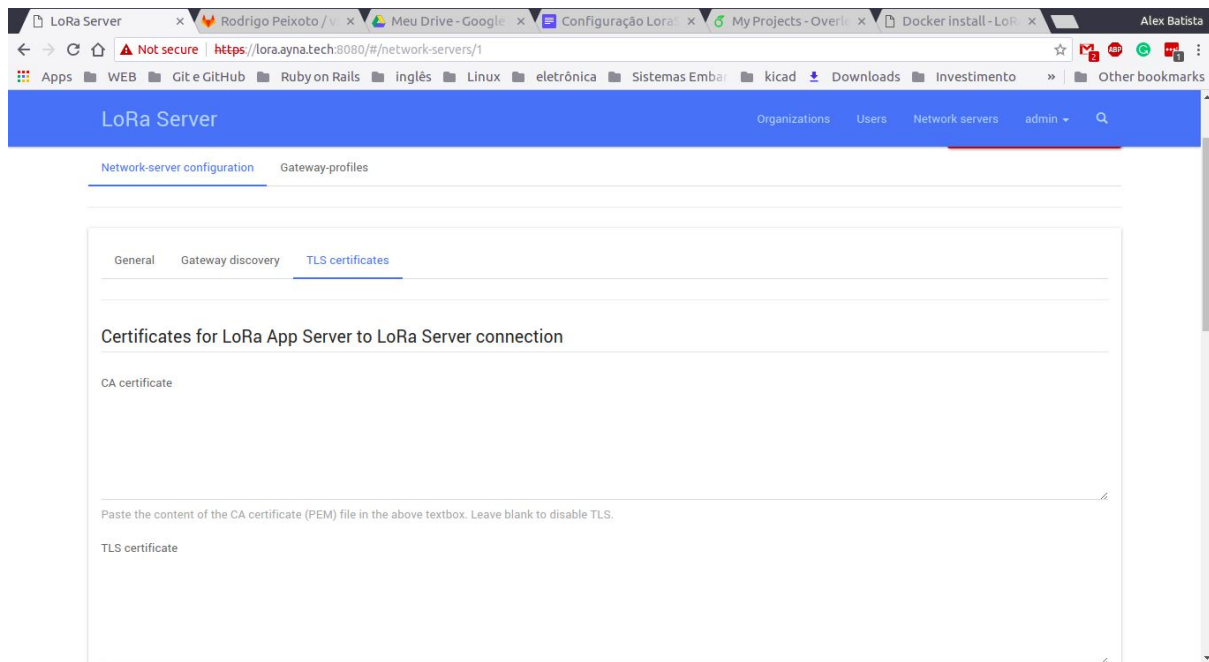 LoRa Server
Rodrigo Peixoto / v
Meu Drive - Google
Configuração LoraS
My Projects - Overle
Docker install - LoR
Alex Batista
Not secure | https://lora.ayna.tech:8080/#/network-servers/1
Apps WEB Git e GitHub Ruby on Rails inglês Linux eletrônica Sistemas Embar kicad Downloads Investimento » Other bookmarks
LoRa Server
Organizations Users Network servers admin
Network-server configuration Gateway-profiles
General Gateway discovery TLS certificates
Certificates for LoRa App Server to LoRa Server connection
CA certificate
Paste the content of the CA certificate (PEM) file in the above textbox. Leave blank to disable TLS.
TLS certificate